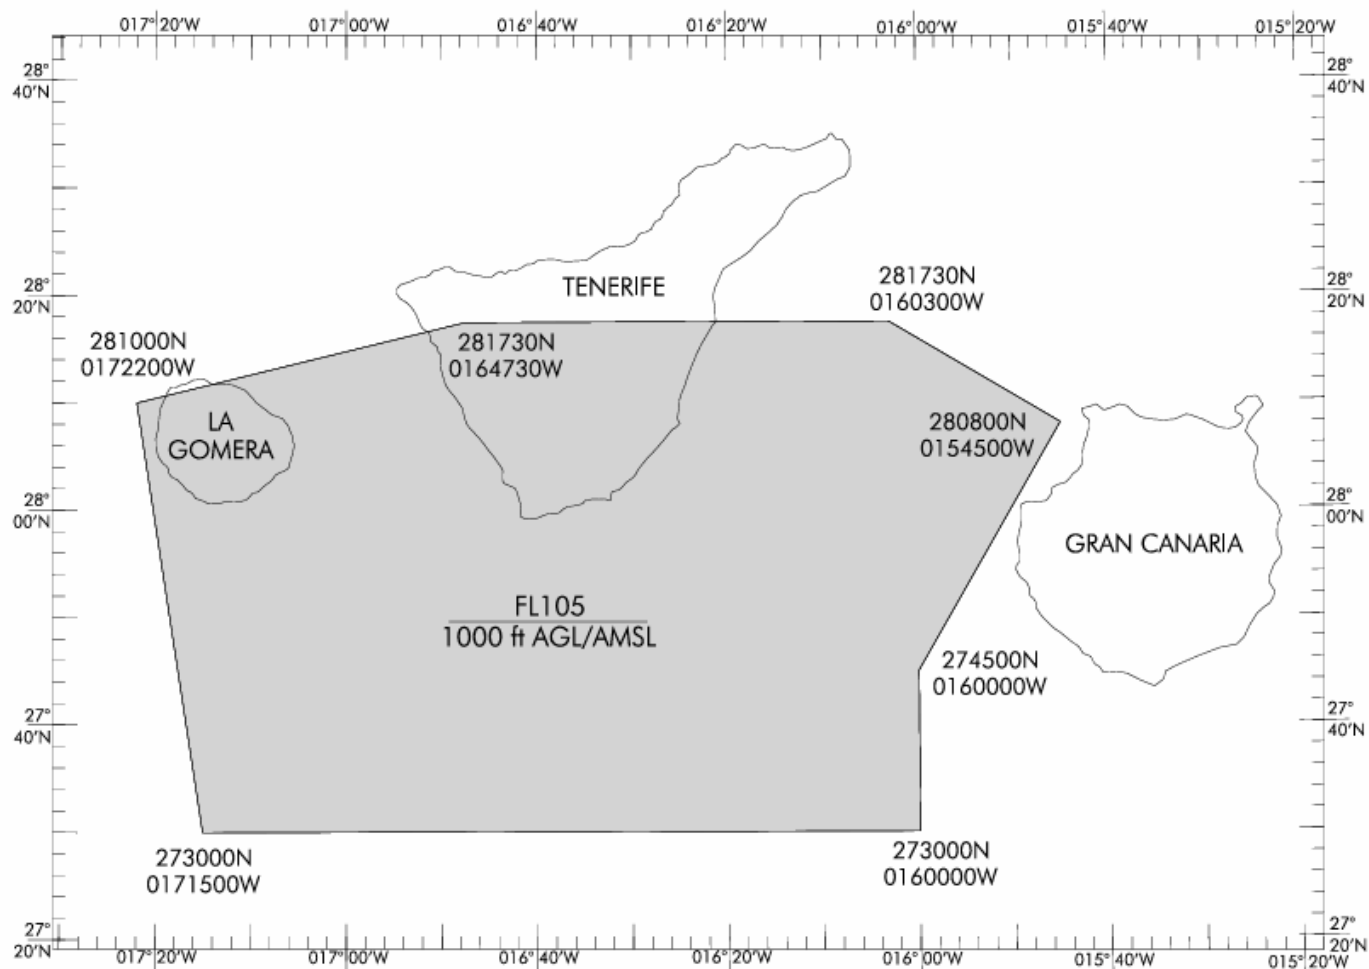 017°20'W 017°00'W 016°40'W 016°20'W 016°00'W 015°40'W 015°20'W
28°
40'N
28°
40'N
281730N
0160300W
TENERIFE
28°
20'N
28°
20'N
281000N
0172200W
281730N
0164730W
LA
GOMERA
280800N
0154500W
28°
00'N
28°
00'N
GRAN CANARIA
FL105
1000 ft AGL/AMSL
274500N
0160000W
27°
40'N
27°
40'N
273000N
0171500W
273000N
0160000W
27°
20'N
27°
20'N
017°20'W 017°00'W 016°40'W 016°20'W 016°00'W 015°40'W 015°20'W